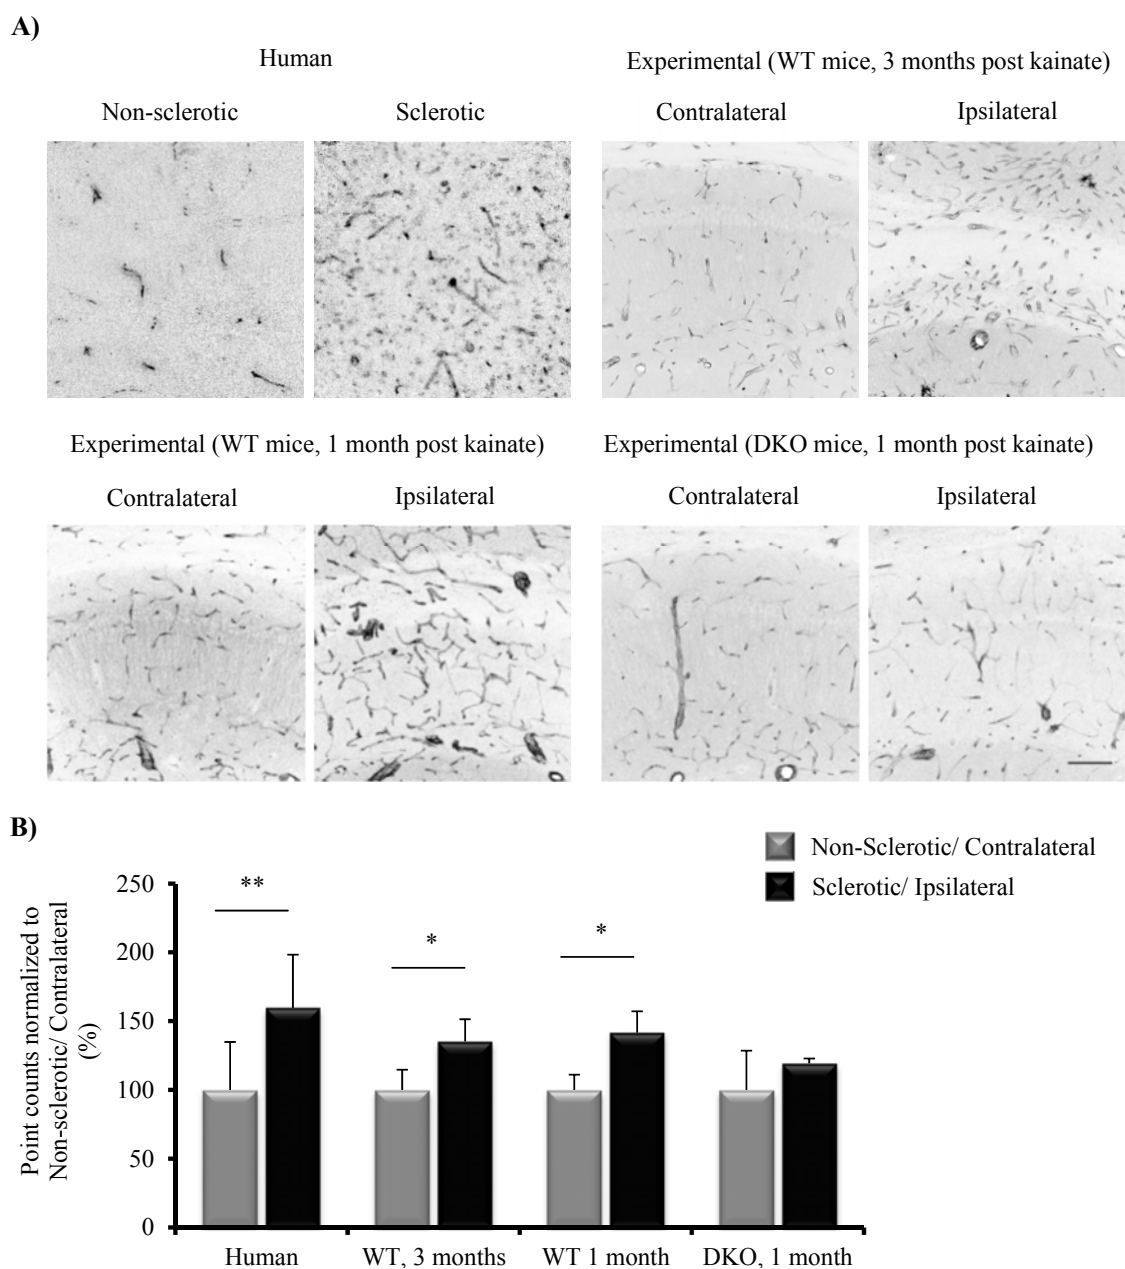 A)
Human
Experimental (WT mice, 3 months post kainate)
Non-sclerotic
Sclerotic
Contralateral
Ipsilateral
Experimental (WT mice, 1 month post kainate)
Experimental (DKO mice, 1 month post kainate)
Contralateral
Ipsilateral
Contralateral
Ipsilateral
B)
Non-Sclerotic/ Contralateral
Sclerotic/ Ipsilateral
Point counts normalized to
Non-sclerotic/ Contralateral
(%)
250
200
150
100
50
0
**
*
*
Human
WT, 3 months
WT 1 month
DKO, 1 month